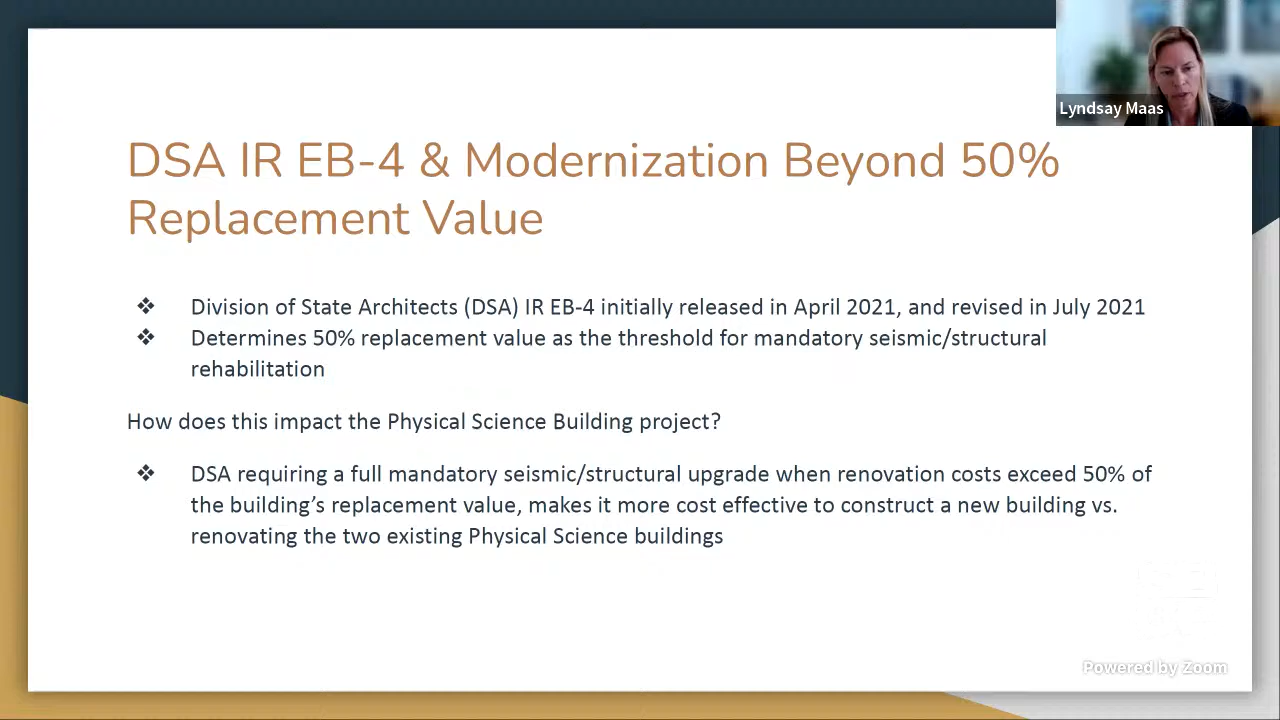 Lyndsay Maas
DSA IR EB-4 & Modernization Beyond 50%
Replacement Value
❖ Division of State Architects (DSA) IR EB-4 initially released in April 2021, and revised in July 2021
❖ Determines 50% replacement value as the threshold for mandatory seismic/structural
rehabilitation
How does this impact the Physical Science Building project?
❖ DSA requiring a full mandatory seismic/structural upgrade when renovation costs exceed 50% of
the building’s replacement value, makes it more cost effective to construct a new building vs.
renovating the two existing Physical Science buildings
Powered by Zoom